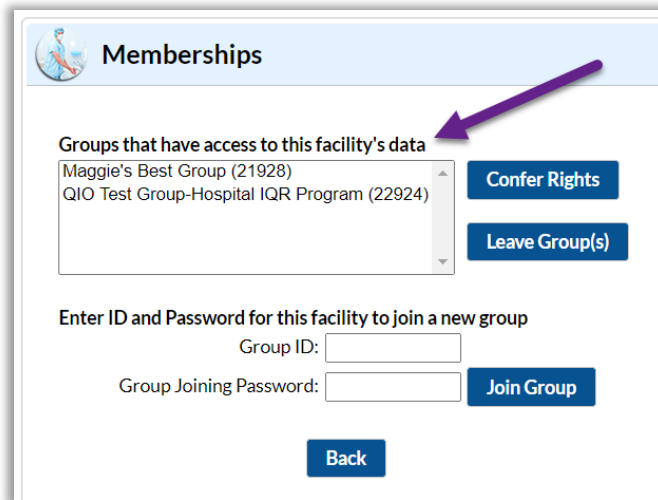 Memberships
Groups that have access to this facility's data
Maggie's Best Group (21928)
QIO Test Group-Hospital IQR Program (22924)
Confer Rights
Leave Group(s)
Enter ID and Password for this facility to join a new group
Group ID:
Group Joining Password:
Join Group
Back